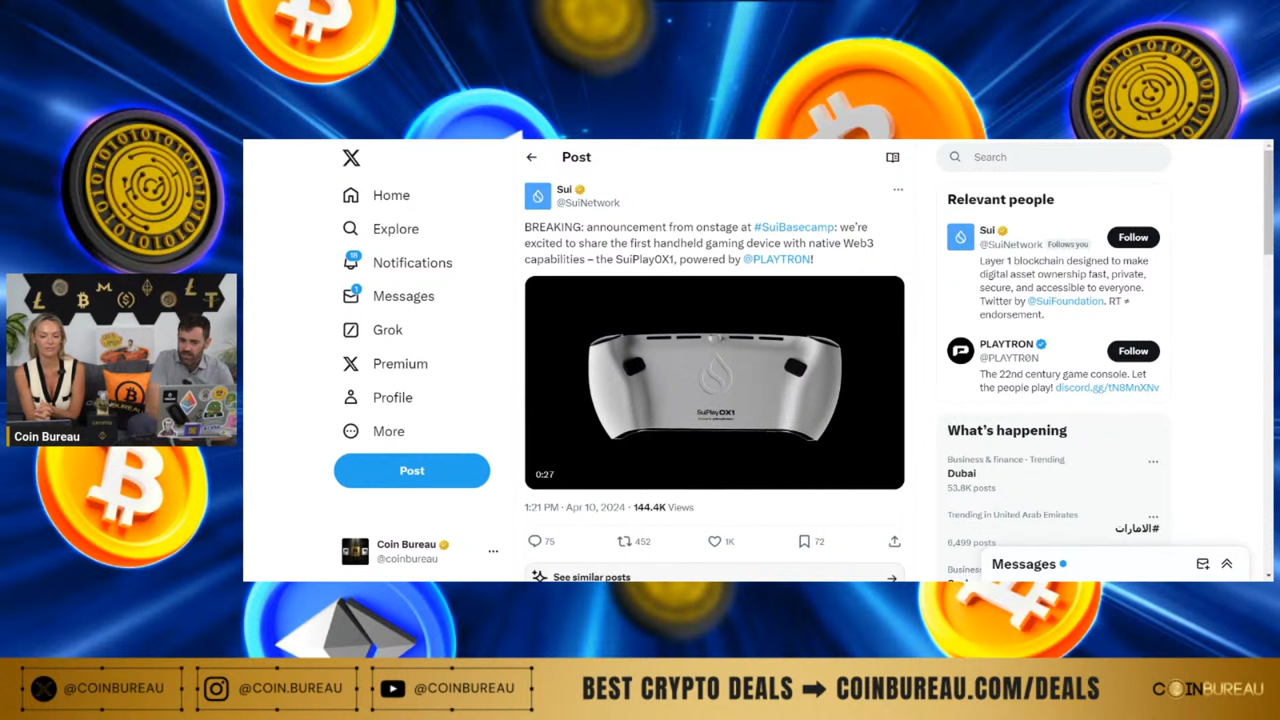 Post
Search
Sui
@SuiNetwork
BREAKING: announcement from onstage at #SuiBasecamp: we're
excited to share the first handheld gaming device with native Web3
capabilities – the SuiPlay0X1, powered by @PLAYTR0N!
SuiPlay0X1
0:27
1:21 PM · Apr 10, 2024 · 144.4K Views
75
452
1K
72
See similar posts
Home
Explore
18
Notifications
1
Messages
Grok
Premium
Profile
More
Post
Coin Bureau
@coinbureau
Relevant people
Sui
@SuiNetwork Follows you
Follow
Layer 1 blockchain designed to make
digital asset ownership fast, private,
secure, and accessible to everyone.
Twitter by @SuiFoundation. RT ≠
endorsement.
PLAYTRON
@PLAYTR0N
Follow
The 22nd century game console. Let
the people play! discord.gg/tN8MnXNv
What's happening
Business & finance · Trending
Dubai
53.8K posts
Trending in United Arab Emirates
#الامارات
6,499 posts
Messages
Coin Bureau
@COINBUREAU
@COIN.BUREAU
@COINBUREAU
BEST CRYPTO DEALS ➡ COINBUREAU.COM/DEALS
COINBUREAU